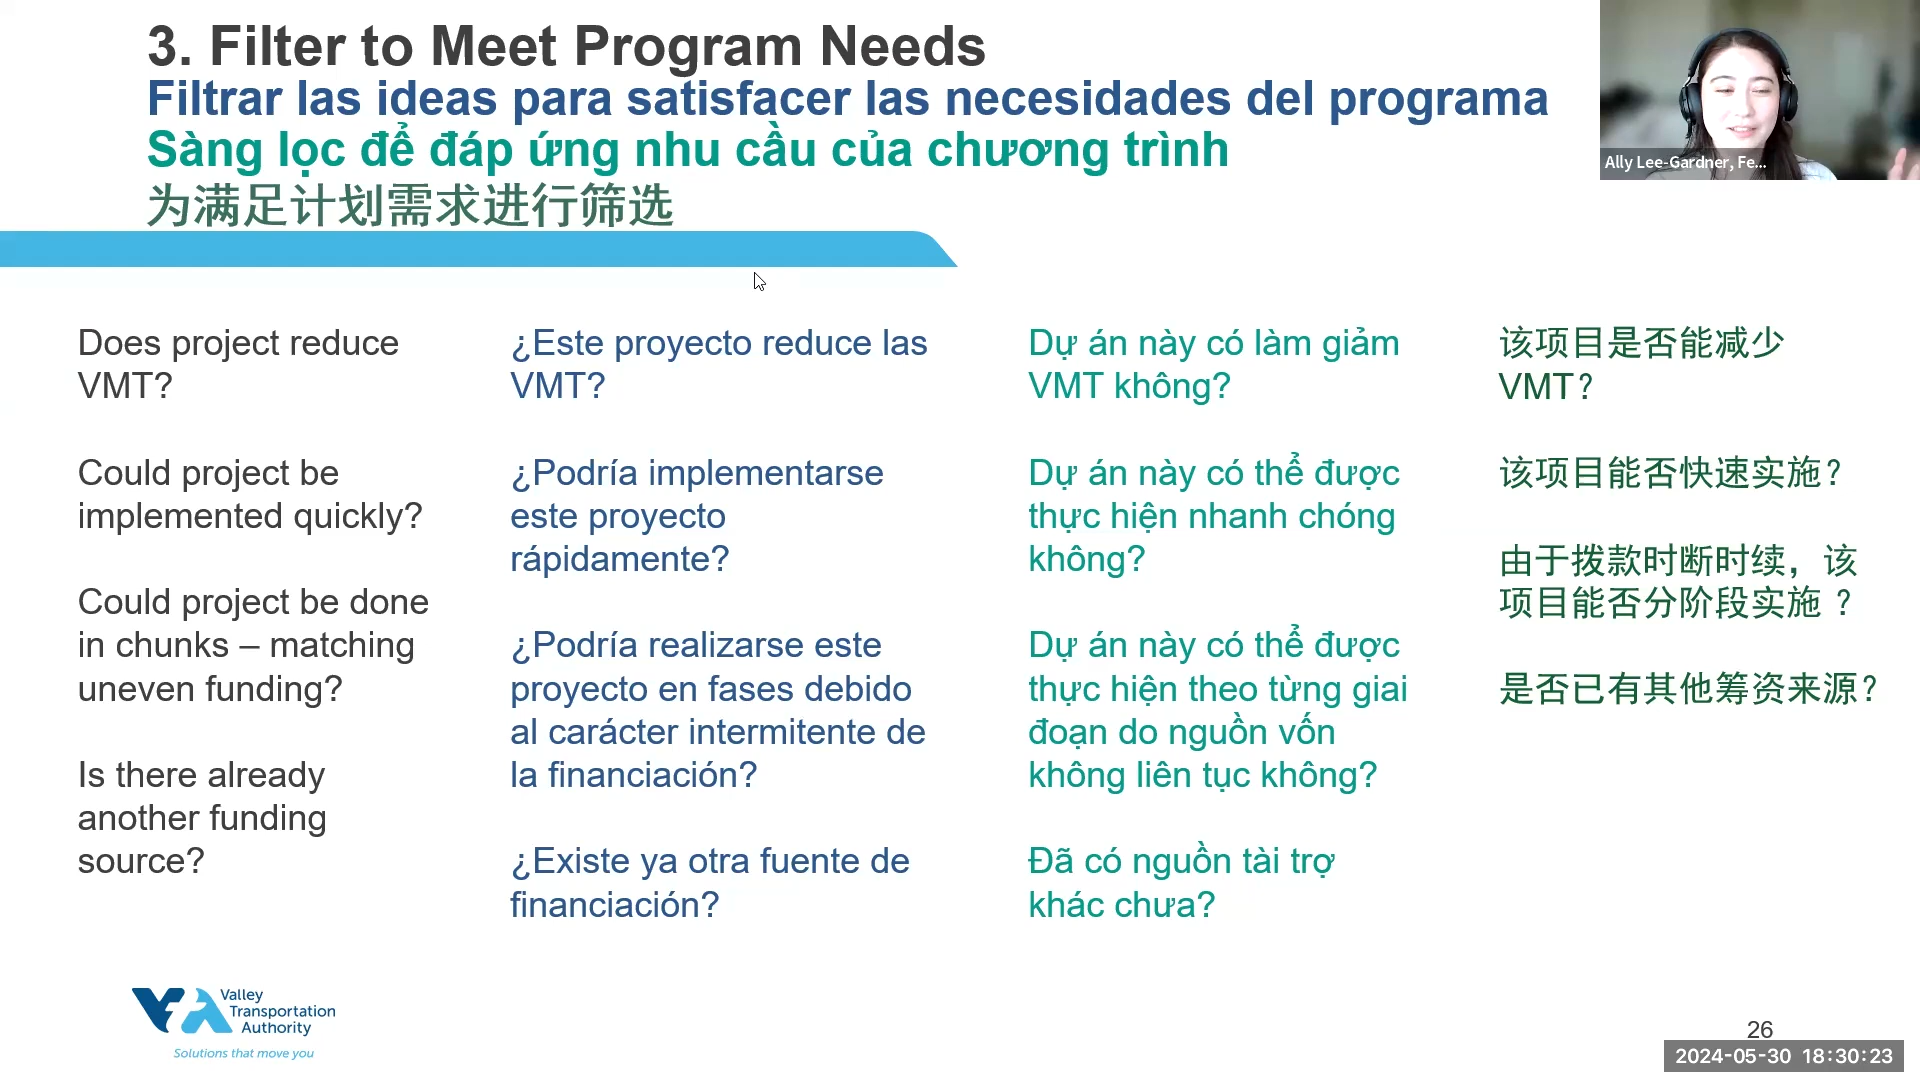 3. Filter to Meet Program Needs
Filtrar las ideas para satisfacer las necesidades del programa
Sàng lọc để đáp ứng nhu cầu của chương trình
为满足计划需求进行筛选
Ally Lee-Gardner, Fe...
Does project reduce
VMT?
Could project be
implemented quickly?
Could project be done
in chunks – matching
uneven funding?
Is there already
another funding
source?
¿Este proyecto reduce las
VMT?
¿Podría implementarse
este proyecto
rápidamente?
¿Podría realizarse este
proyecto en fases debido
al carácter intermitente de
la financiación?
¿Existe ya otra fuente de
financiación?
Dự án này có làm giảm
VMT không?
Dự án này có thể được
thực hiện nhanh chóng
không?
Dự án này có thể được
thực hiện theo từng giai
đoạn do nguồn vốn
không liên tục không?
Đã có nguồn tài trợ
khác chưa?
该项目是否能减少
VMT？
该项目能否快速实施？
由于拨款时断时续，该
项目能否分阶段实施 ？
是否已有其他筹资来源？
VTA
Valley
Transportation
Authority
Solutions that move you
26
2024-05-30 18:30:23